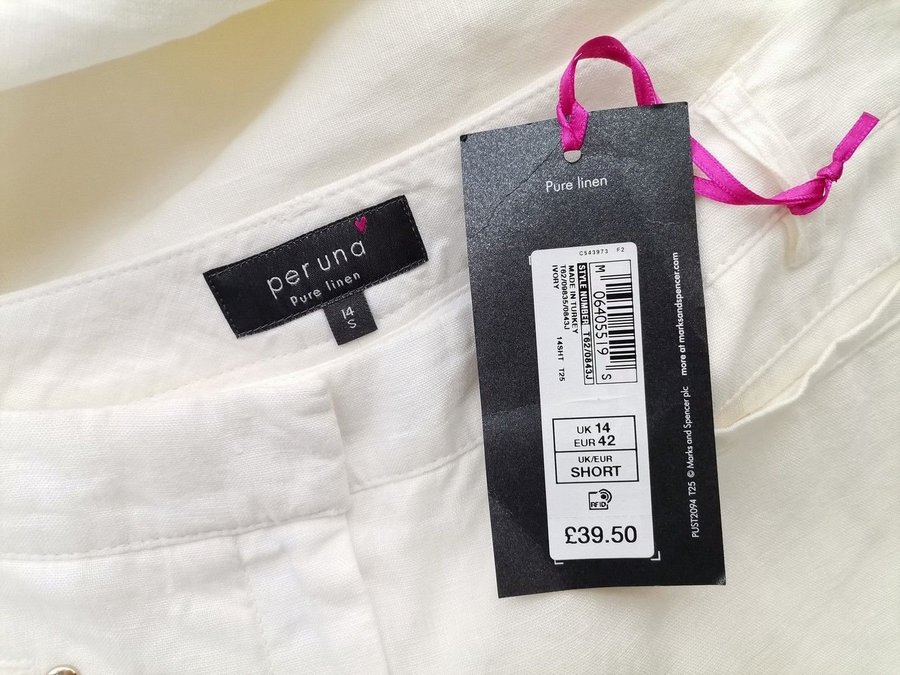 per una
Pure linen
14
S
Pure linen
C543973 F2
M 06405519 S
STYLE NUMBER T62/0843J
MADE IN TURKEY
T62/09635/0843J 14SHT T25
IVORY
UK 14
EUR 42
UK/EUR
SHORT
RFID
£39.50
PUST2094 T25 © Marks and Spencer plc more at marksandspencer.com